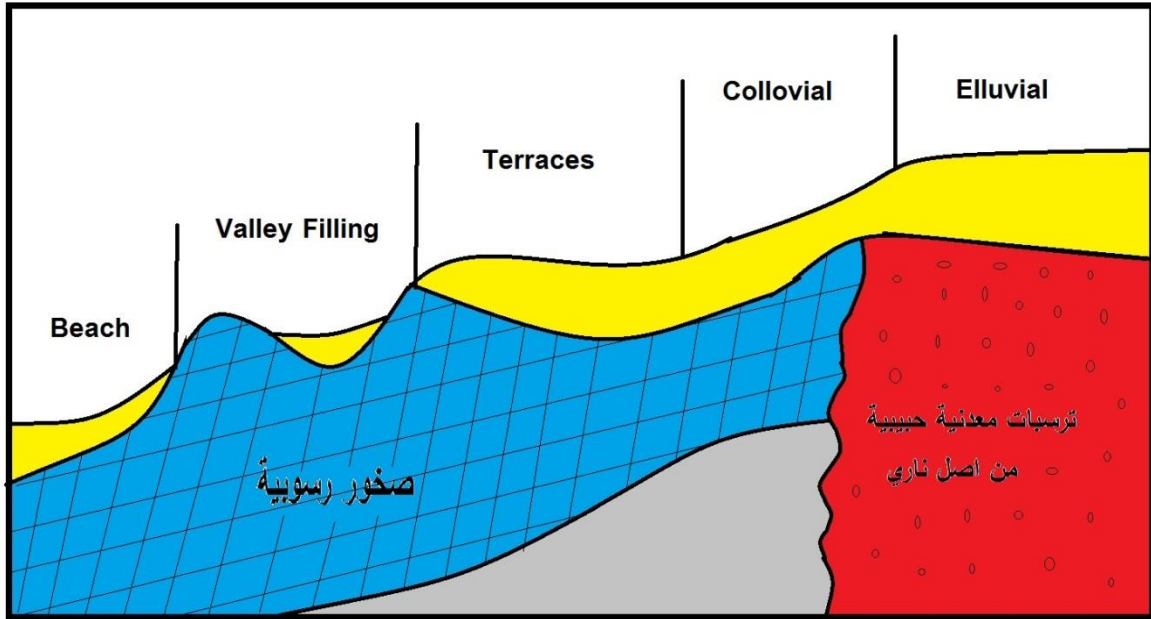 Collovial
Elluvial
Terraces
Valley Filling
Beach
ترسبات معدنية حبيبية
من اصل ناري
صخور رسوبية